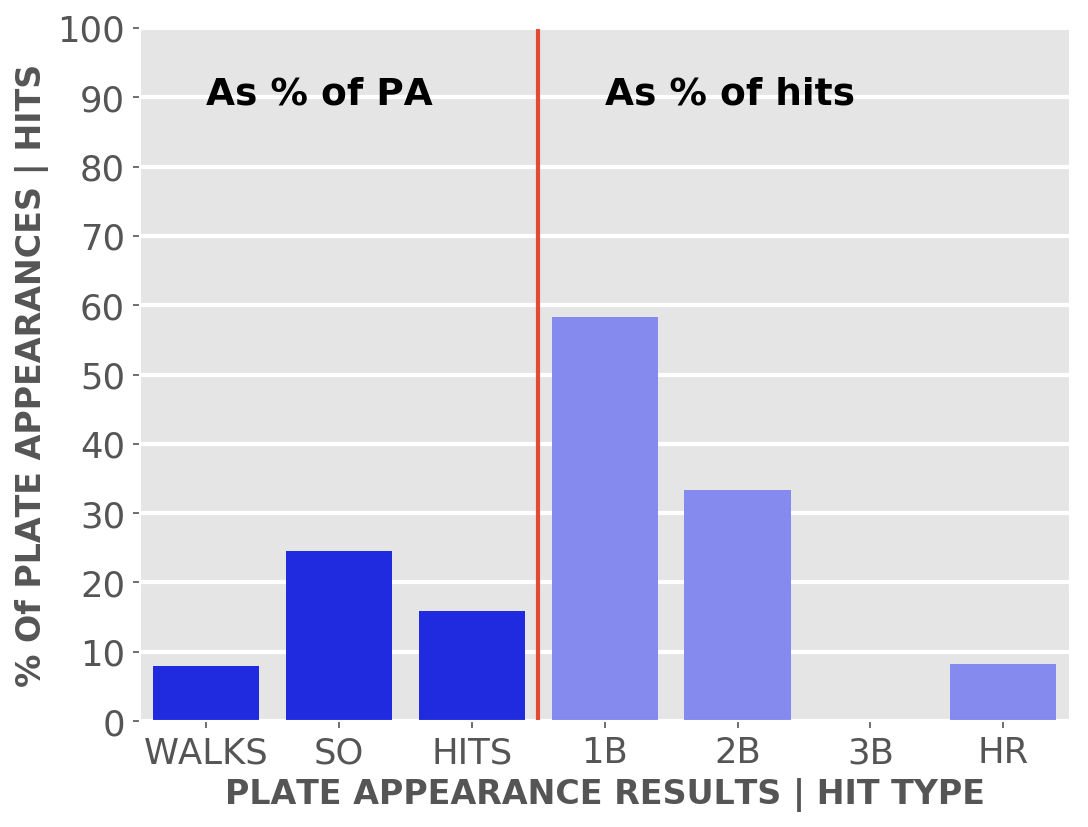 As % of PA
As % of hits
% Of PLATE APPEARANCES | HITS
100
90
80
70
60
50
40
30
20
10
0
WALKS SO HITS 1B 2B 3B HR
PLATE APPEARANCE RESULTS | HIT TYPE